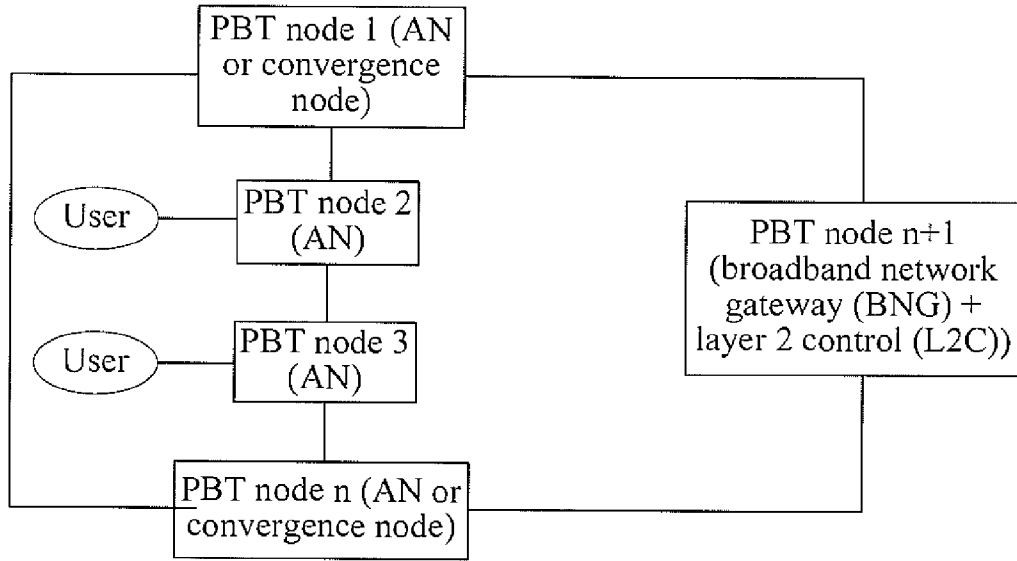 PBT node 1 (AN
or convergence
node)
User
PBT node 2
(AN)
PBT node n+1
(broadband network
gateway (BNG) +
layer 2 control (L2C))
User
PBT node 3
(AN)
PBT node n (AN or
convergence node)